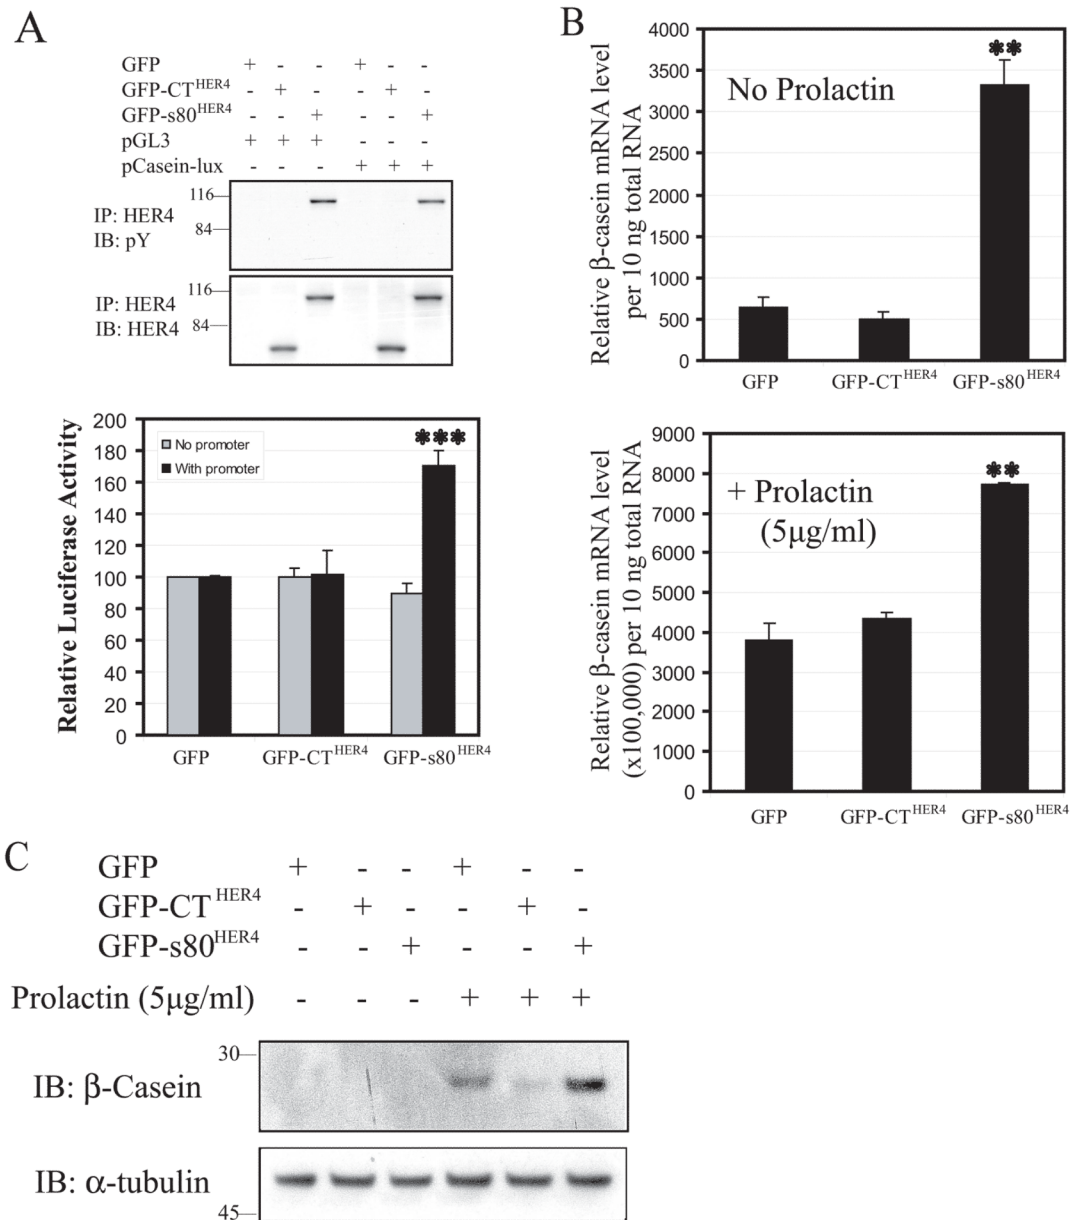 A
GFP + - - + - -
GFP-CT^HER4 - + - - + -
GFP-s80^HER4 - - + - - +
pGL3 + + + - - -
pCasein-lux - - - + + +
116
IP: HER4
IB: pY
84
116
IP: HER4
IB: HER4
84
Relative Luciferase Activity
200
180
160
140
120
100
80
60
40
20
0
No promoter
With promoter
***
GFP GFP-CT^HER4 GFP-s80^HER4
B
Relative β-casein mRNA level
per 10 ng total RNA
4000
3500
3000
2500
2000
1500
1000
500
0
No Prolactin
**
GFP GFP-CT^HER4 GFP-s80^HER4
Relative β-casein mRNA level
(x100,000) per 10 ng total RNA
9000
8000
7000
6000
5000
4000
3000
2000
1000
0
+ Prolactin
(5µg/ml)
**
GFP GFP-CT^HER4 GFP-s80^HER4
C
GFP + - - + - -
GFP-CT^HER4 - + - - + -
GFP-s80^HER4 - - + - - +
Prolactin (5µg/ml) - - - + + +
30
IB: β-Casein
IB: α-tubulin
45